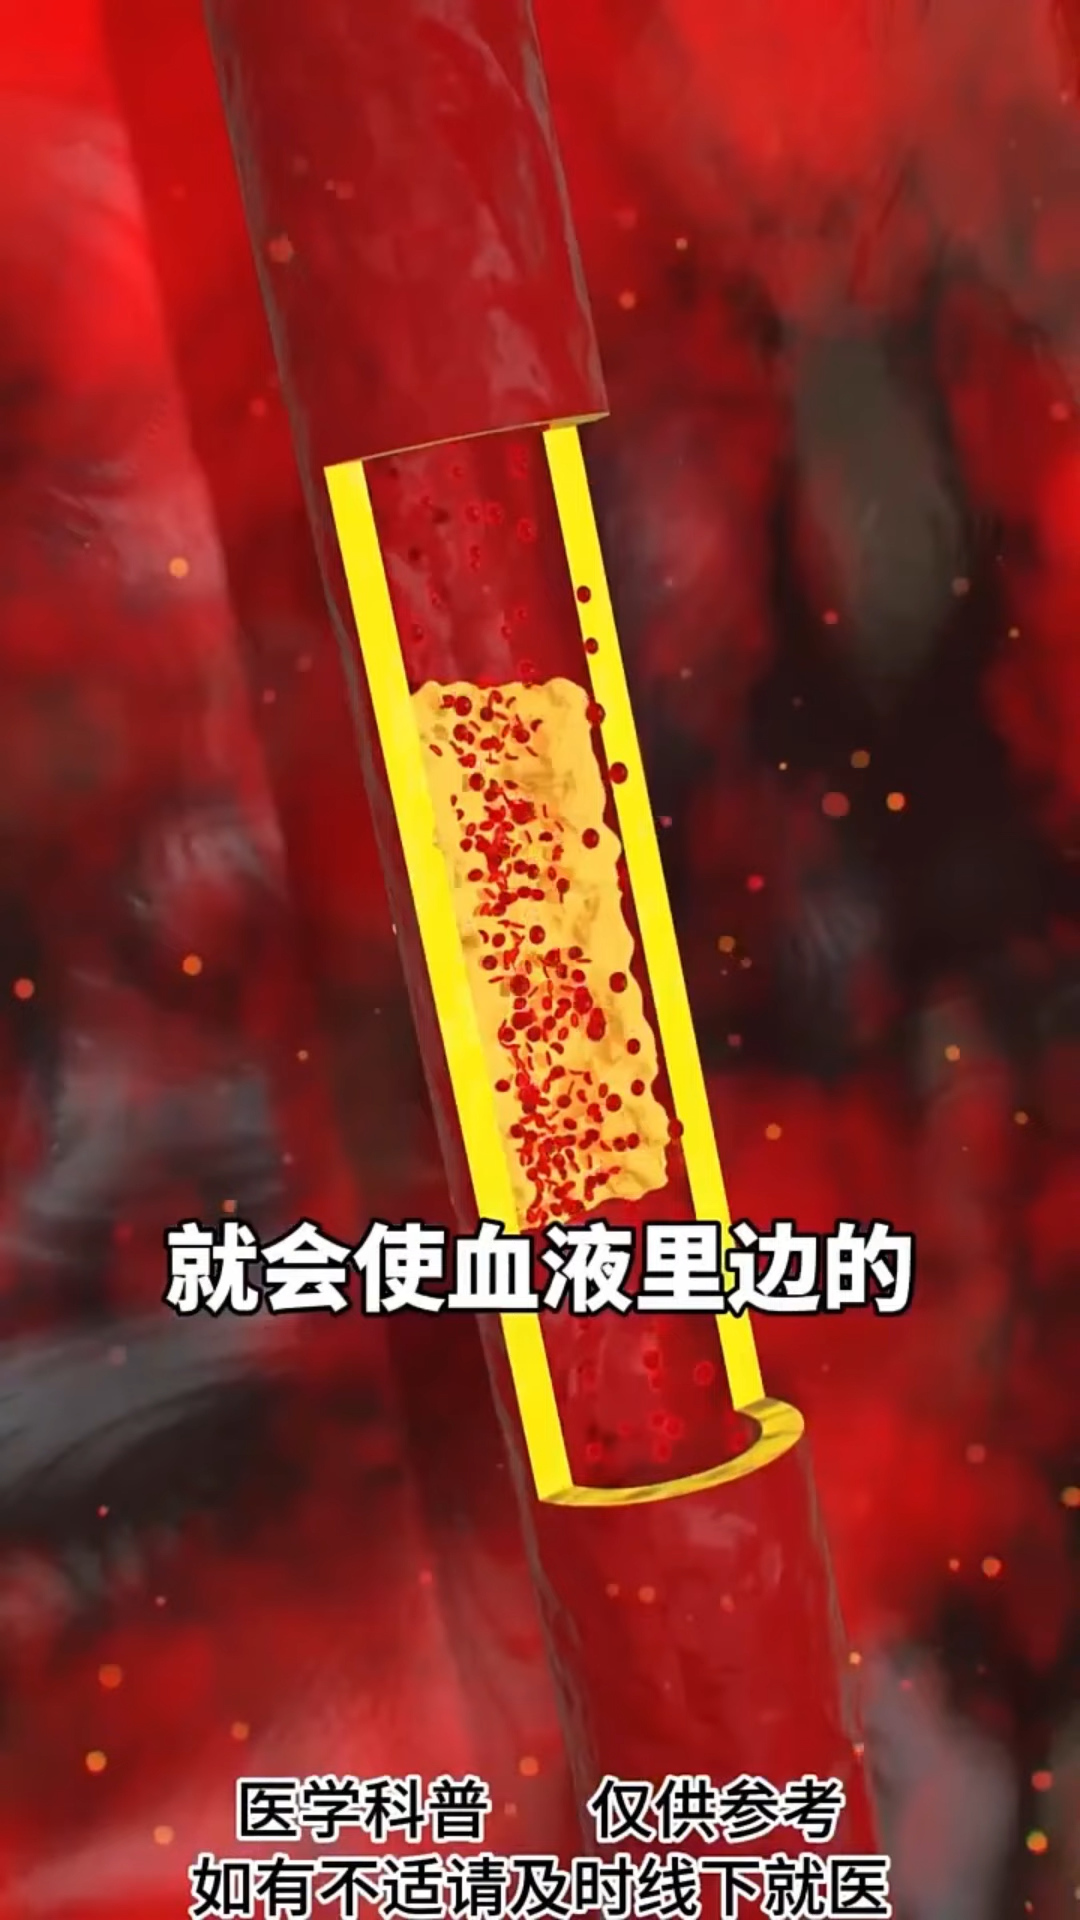 就会使血液里边的
医学科普 仅供参考
如有不适请及时线下就医